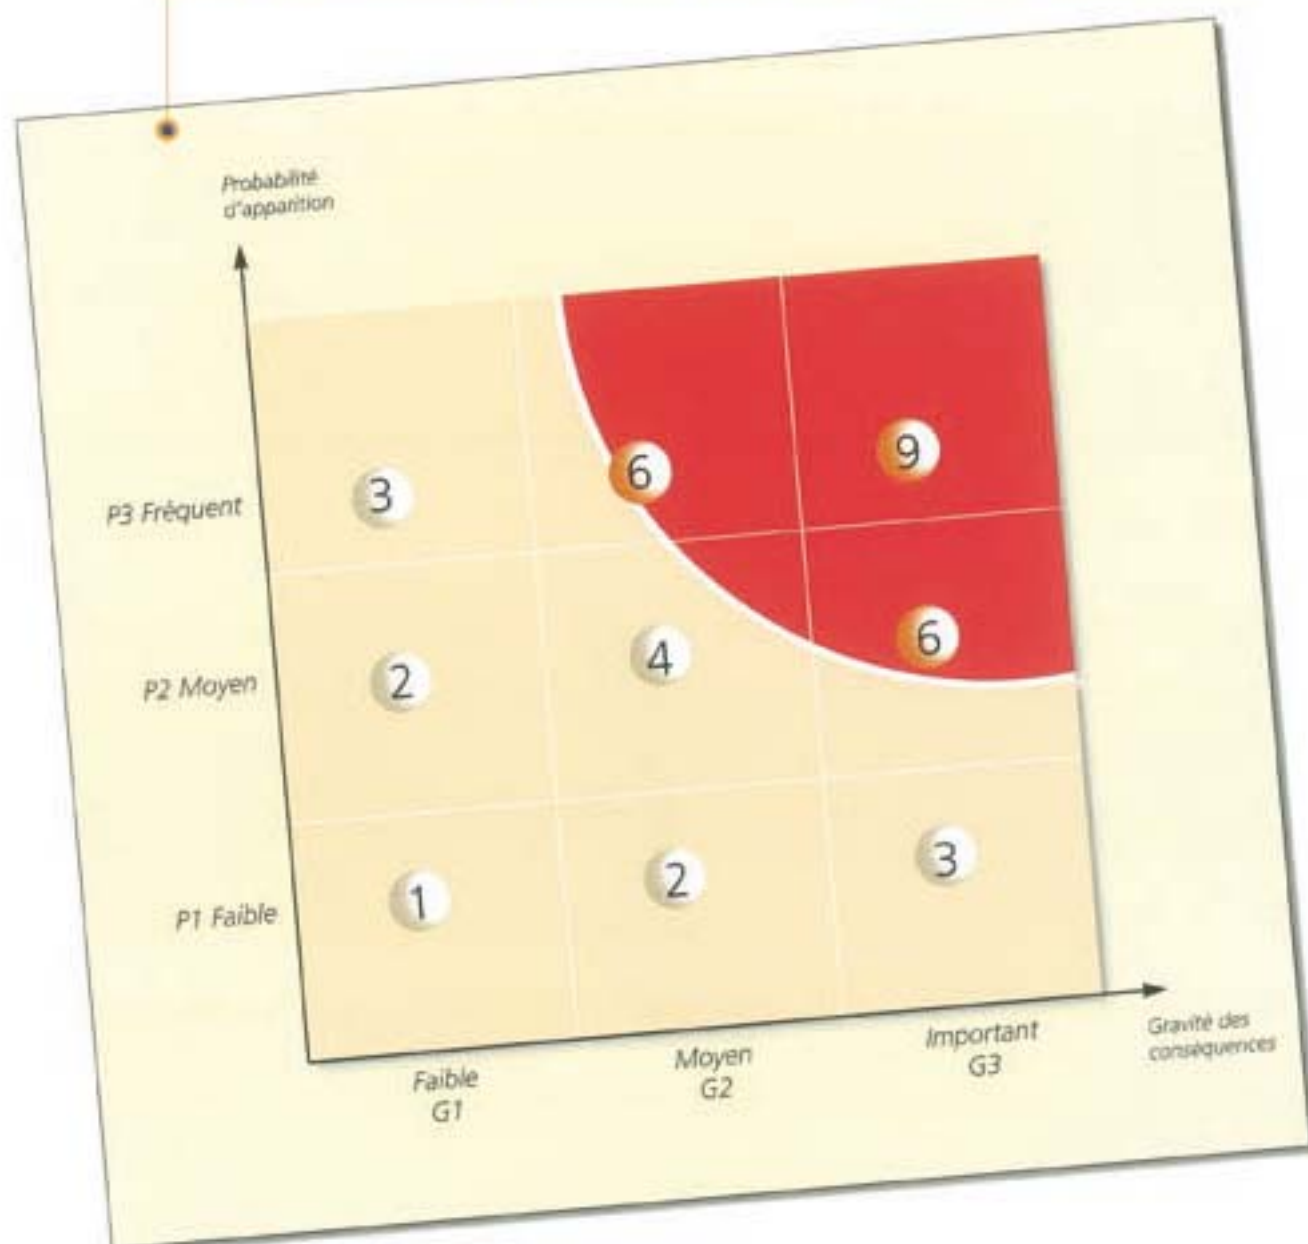 Probabilité
d'apparition
P3 Fréquent
3
6
9
P2 Moyen
2
4
6
P1 Faible
1
2
3
Faible
G1
Moyen
G2
Important
G3
Gravité des
conséquences